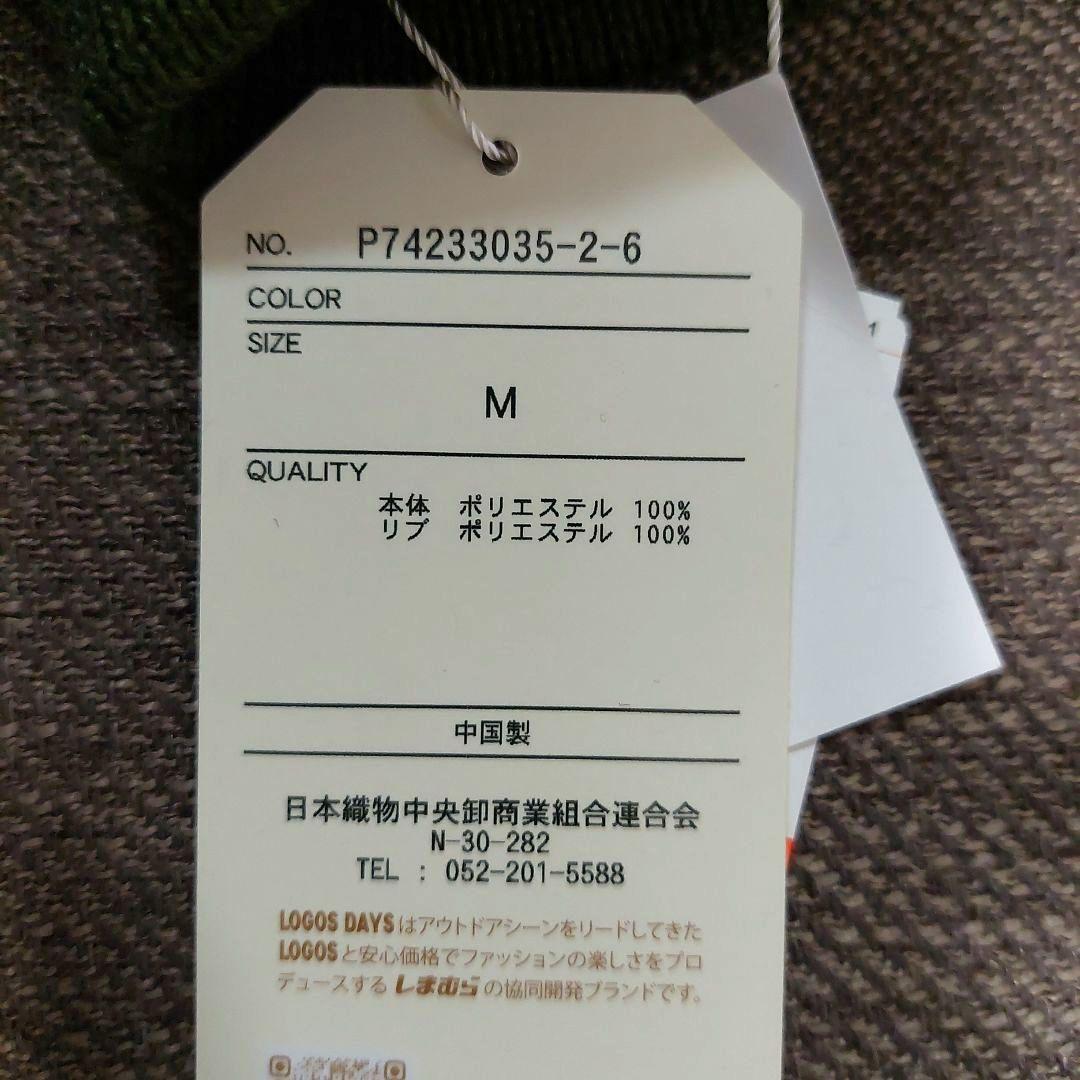 NO. P74233035-2-6
COLOR
SIZE
M
QUALITY
本体 ポリエステル 100%
リブ ポリエステル 100%
中国製
日本織物中央卸商業組合連合会
N-30-282
TEL : 052-201-5588
LOGOS DAYSはアウトドアシーンをリードしてきた
LOGOSと安心価格でファッションの楽しさをプロ
デュースするしまむらの協同開発ブランドです。
1